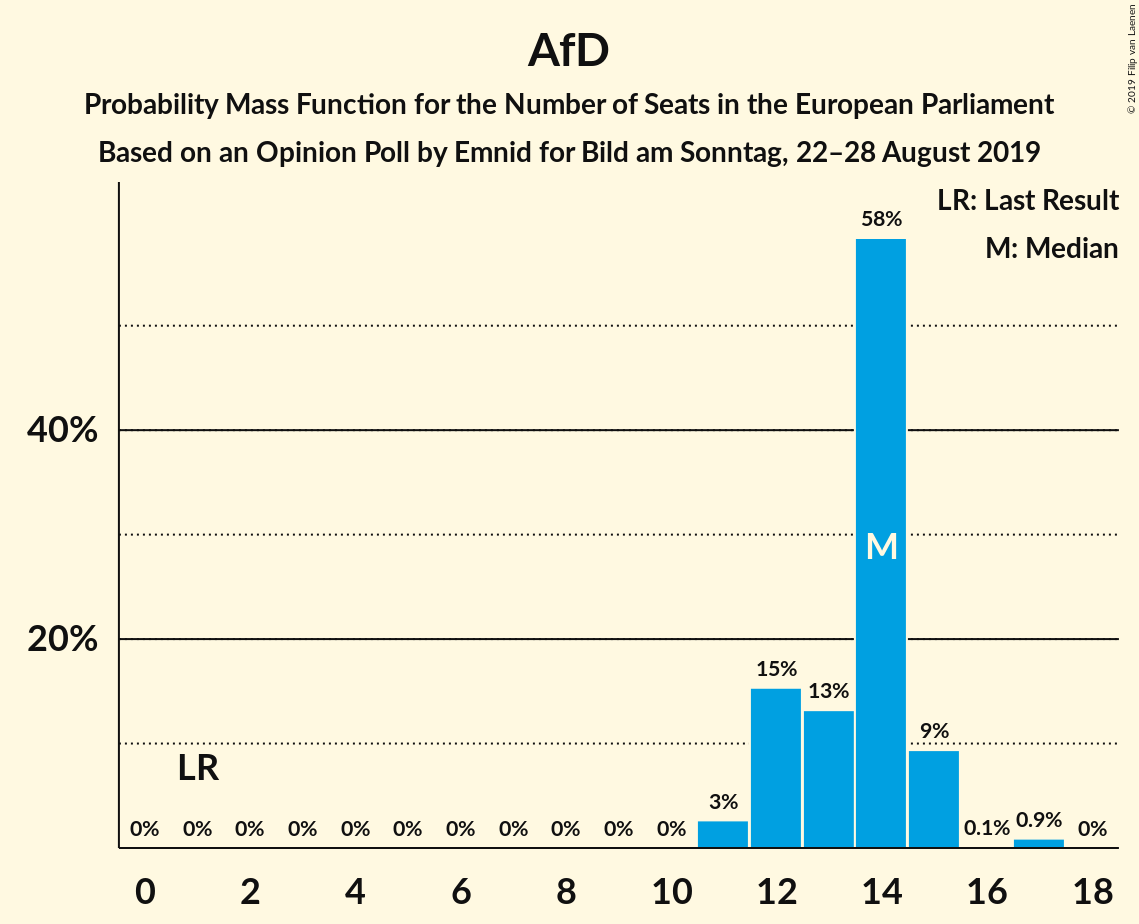 AfD
Probability Mass Function for the Number of Seats in the European Parliament
Based on an Opinion Poll by Emnid for Bild am Sonntag, 22–28 August 2019
© 2019 Filip van Laenen
LR: Last Result
M: Median
58%
40%
M
20%
15%
13%
9%
LR
3%
0% 0% 0% 0% 0% 0% 0% 0% 0% 0% 0% 0.1% 0.9% 0%
0 2 4 6 8 10 12 14 16 18